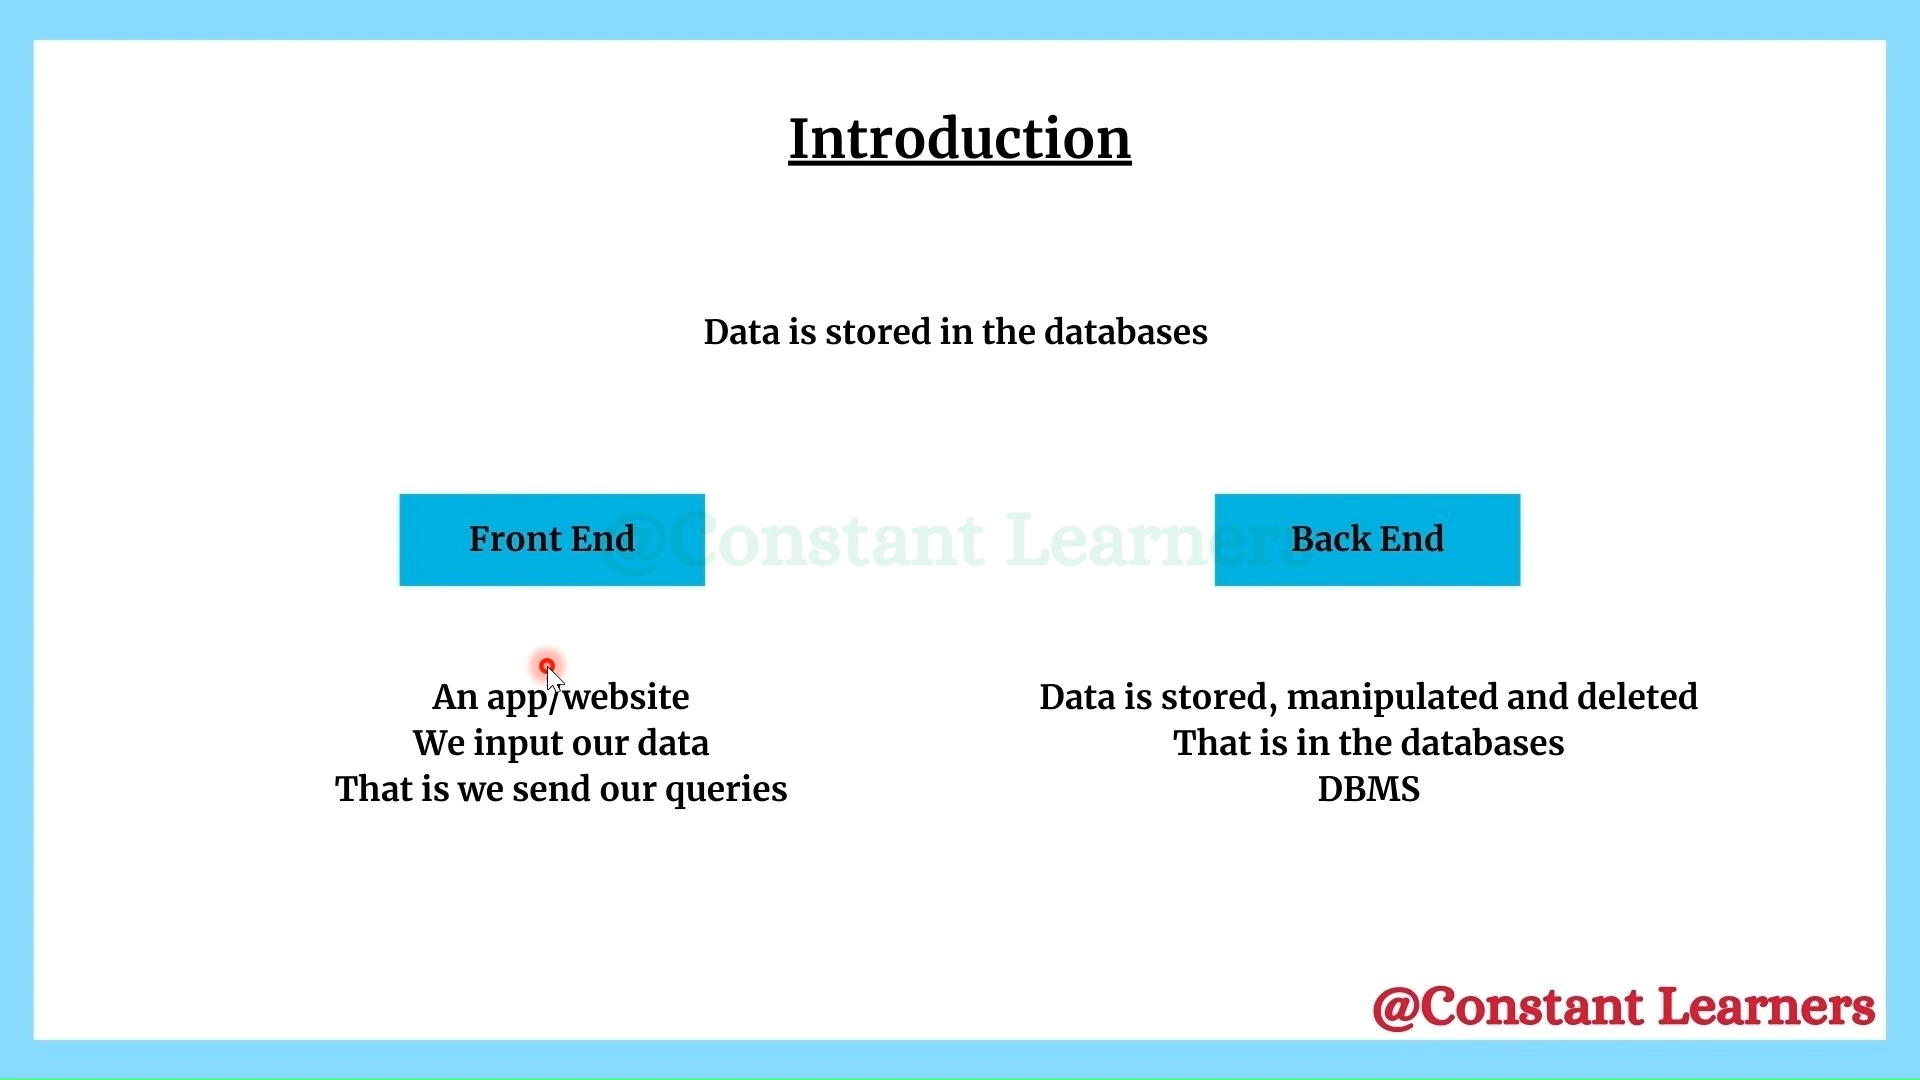 Introduction
Data is stored in the databases
Front End
@Constant Learners
Back End
An app/website
We input our data
That is we send our queries
Data is stored, manipulated and deleted
That is in the databases
DBMS
@Constant Learners